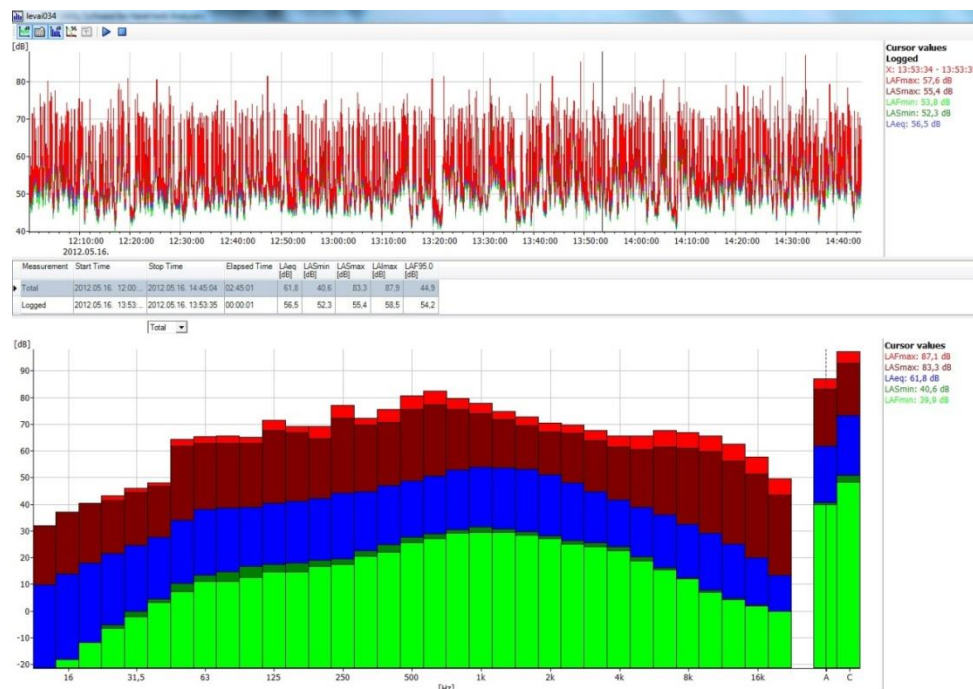 levai034
[dB]
80
70
60
50
40
12:10:00 12:20:00 12:30:00 12:40:00 12:50:00 13:00:00 13:10:00 13:20:00 13:30:00 13:40:00 13:50:00 14:00:00 14:10:00 14:20:00 14:30:00 14:40:00
2012.05.16.
Cursor values
Logged
X: 13:53:34 - 13:53:3
LAFmax: 57,6 dB
LASmax: 55,4 dB
LAFmin: 53,8 dB
LASmin: 52,3 dB
LAeq: 56,5 dB
Measurement Start Time Stop Time Elapsed Time LAeq [dB] LASmin [dB] LASmax [dB] LAImax [dB] LAF95.0 [dB]
Total 2012.05.16. 12:00:.. 2012.05.16. 14:45:04 02:45:01 61,8 40,6 83,3 87,9 44,9
Logged 2012.05.16. 13:53:.. 2012.05.16. 13:53:35 00:00:01 56,5 52,3 55,4 58,5 54,2
Total
[dB]
90
80
70
60
50
40
30
20
10
0
-10
-20
16 31,5 63 125 250 500 1k 2k 4k 8k 16k A C
[Hz]
Cursor values
LAFmax: 87,1 dB
LASmax: 83,3 dB
LAeq: 61,8 dB
LASmin: 40,6 dB
LAFmin: 39,9 dB